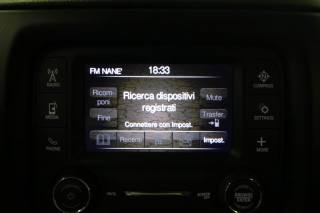 FM NANE' 18:33
RADIO
COMPASS
Ricom-
poni
Ricerca dispositivi
registrati
Mute
MEDIA
SETTINGS
Fine
Trasfer.
Connettere con Impost.
PHONE
Recenti
Impost.
MORE